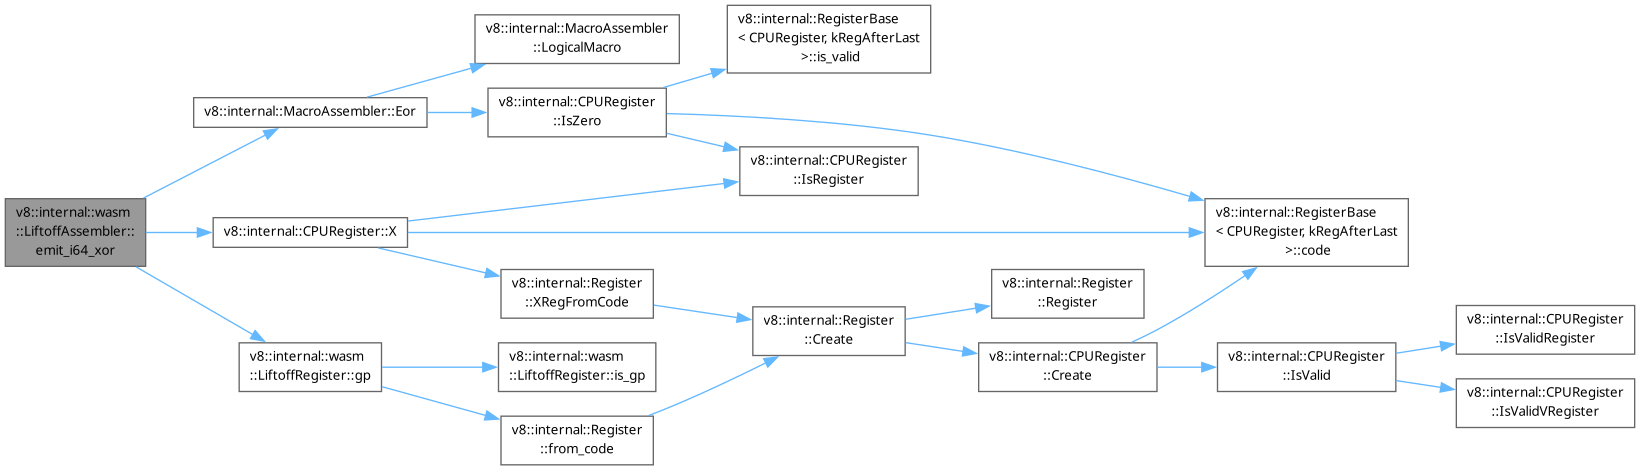 v8::internal::wasm
::LiftoffAssembler::
emit_i64_xor
v8::internal::MacroAssembler::Eor
v8::internal::MacroAssembler
::LogicalMacro
v8::internal::CPURegister
::IsZero
v8::internal::RegisterBase
< CPURegister, kRegAfterLast
>::is_valid
v8::internal::CPURegister
::IsRegister
v8::internal::RegisterBase
< CPURegister, kRegAfterLast
>::code
v8::internal::CPURegister::X
v8::internal::Register
::XRegFromCode
v8::internal::Register
::Create
v8::internal::Register
::Register
v8::internal::CPURegister
::Create
v8::internal::CPURegister
::IsValid
v8::internal::CPURegister
::IsValidRegister
v8::internal::CPURegister
::IsValidVRegister
v8::internal::wasm
::LiftoffRegister::gp
v8::internal::wasm
::LiftoffRegister::is_gp
v8::internal::Register
::from_code